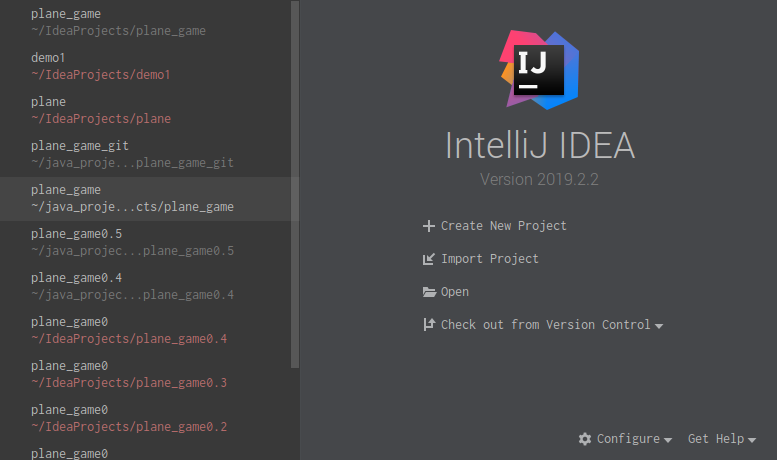 plane_game
~/IdeaProjects/plane_game
demo1
~/IdeaProjects/demo1
plane
~/IdeaProjects/plane
plane_game_git
~/java_proje...plane_game_git
plane_game
~/java_proje...cts/plane_game
plane_game0.5
~/java_projec...plane_game0.5
plane_game0.4
~/java_projec...plane_game0.4
plane_game0
~/IdeaProjects/plane_game0.4
plane_game0
~/IdeaProjects/plane_game0.3
plane_game0
~/IdeaProjects/plane_game0.2
plane_game0
IJ
IntelliJ IDEA
Version 2019.2.2
Create New Project
Import Project
Open
Check out from Version Control
Configure
Get Help